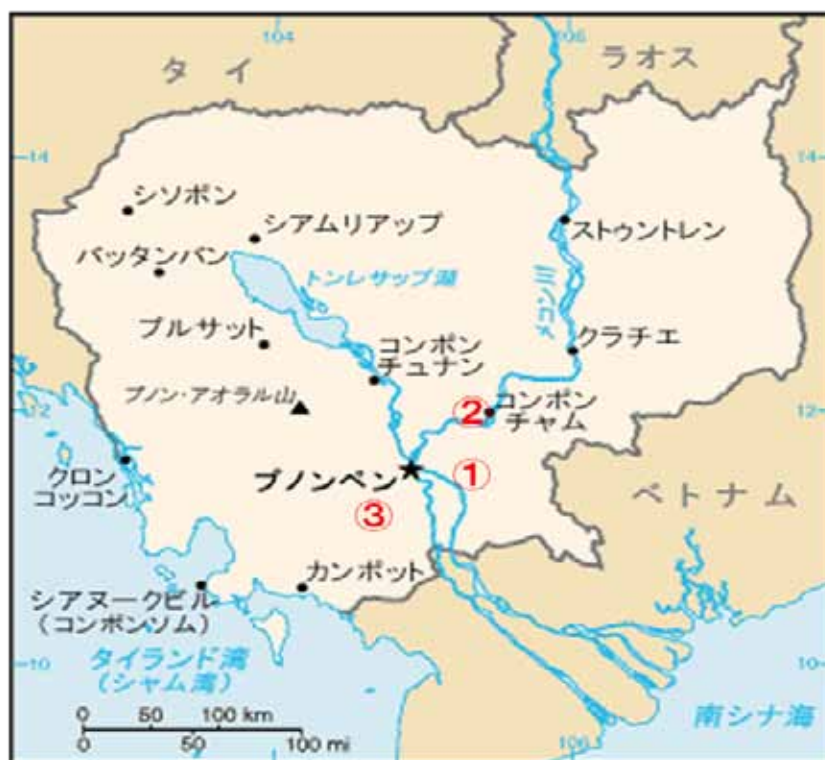 104
106
タイ
ラオス
14
14
シソポン
シアムリアップ
ストゥントレン
バッタンバン
トンレサップ湖
メコン川
プルサット
コンポン
チュナン
クラチエ
プノン・アオラル山
12
②
コンポン
チャム
12
クロン
コッコン
プノンペン
①
ベトナム
③
シアヌークビル
(コンポンソム)
カンポット
10
タイランド湾
(シャム湾)
10
0 50 100 km
0 50 100 mi
南シナ海
106